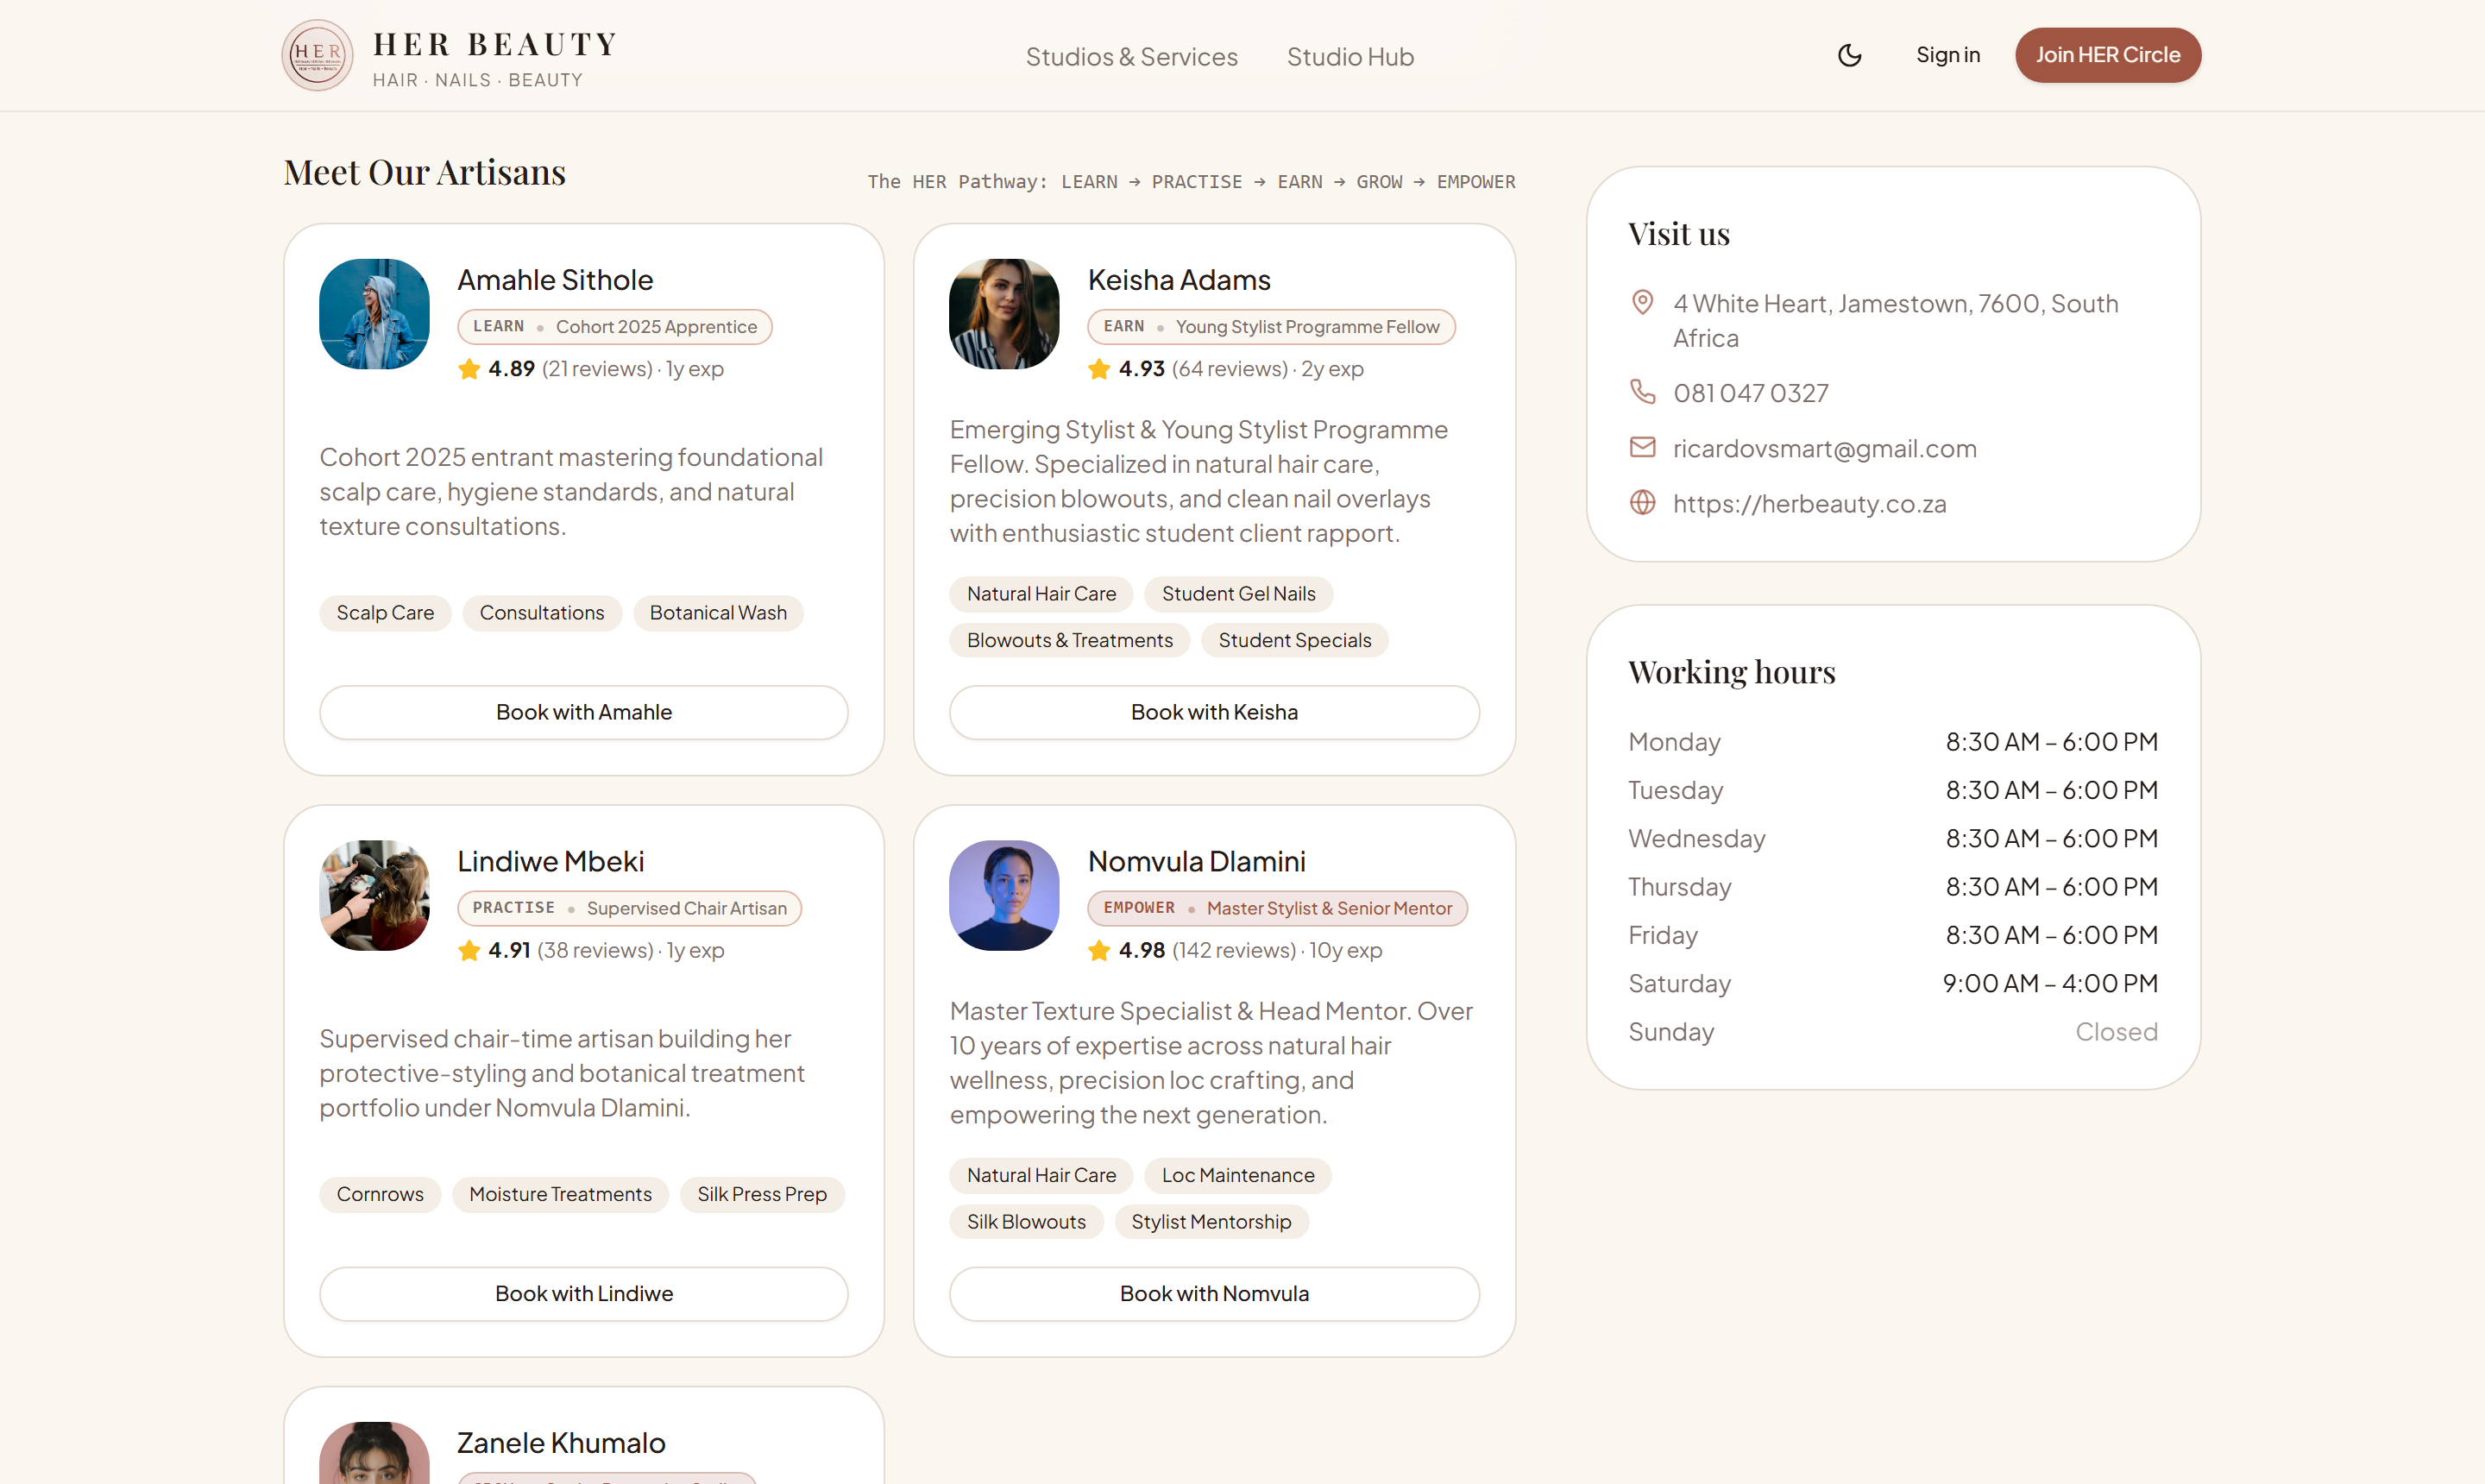 HER
HER BEAUTY
HAIR · NAILS · BEAUTY
Studios & Services
Studio Hub
Sign in
Join HER Circle
Meet Our Artisans
The HER Pathway: LEARN → PRACTISE → EARN → GROW → EMPOWER
Amahle Sithole
LEARN • Cohort 2025 Apprentice
4.89 (21 reviews) · 1y exp
Cohort 2025 entrant mastering foundational
scalp care, hygiene standards, and natural
texture consultations.
Scalp Care
Consultations
Botanical Wash
Book with Amahle
Keisha Adams
EARN • Young Stylist Programme Fellow
4.93 (64 reviews) · 2y exp
Emerging Stylist & Young Stylist Programme
Fellow. Specialized in natural hair care,
precision blowouts, and clean nail overlays
with enthusiastic student client rapport.
Natural Hair Care
Student Gel Nails
Blowouts & Treatments
Student Specials
Book with Keisha
Lindiwe Mbeki
PRACTISE • Supervised Chair Artisan
4.91 (38 reviews) · 1y exp
Supervised chair-time artisan building her
protective-styling and botanical treatment
portfolio under Nomvula Dlamini.
Cornrows
Moisture Treatments
Silk Press Prep
Book with Lindiwe
Nomvula Dlamini
EMPOWER • Master Stylist & Senior Mentor
4.98 (142 reviews) · 10y exp
Master Texture Specialist & Head Mentor. Over
10 years of expertise across natural hair
wellness, precision loc crafting, and
empowering the next generation.
Natural Hair Care
Loc Maintenance
Silk Blowouts
Stylist Mentorship
Book with Nomvula
Zanele Khumalo
Visit us
4 White Heart, Jamestown, 7600, South
Africa
081 047 0327
ricardovsmart@gmail.com
https://herbeauty.co.za
Working hours
Monday 8:30 AM – 6:00 PM
Tuesday 8:30 AM – 6:00 PM
Wednesday 8:30 AM – 6:00 PM
Thursday 8:30 AM – 6:00 PM
Friday 8:30 AM – 6:00 PM
Saturday 9:00 AM – 4:00 PM
Sunday Closed